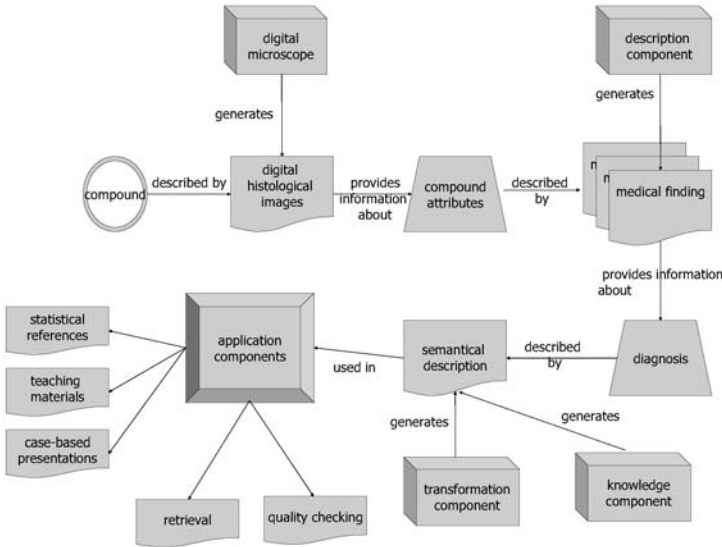 digital
microscope
description
component
generates
generates
compound
described by
digital
histological
images
provides
information
about
compound
attributes
described
by
m
m
medical finding
provides information
about
statistical
references
teaching
materials
case-based
presentations
application
components
used in
semantical
description
described
by
diagnosis
generates
generates
retrieval
quality checking
transformation
component
knowledge
component